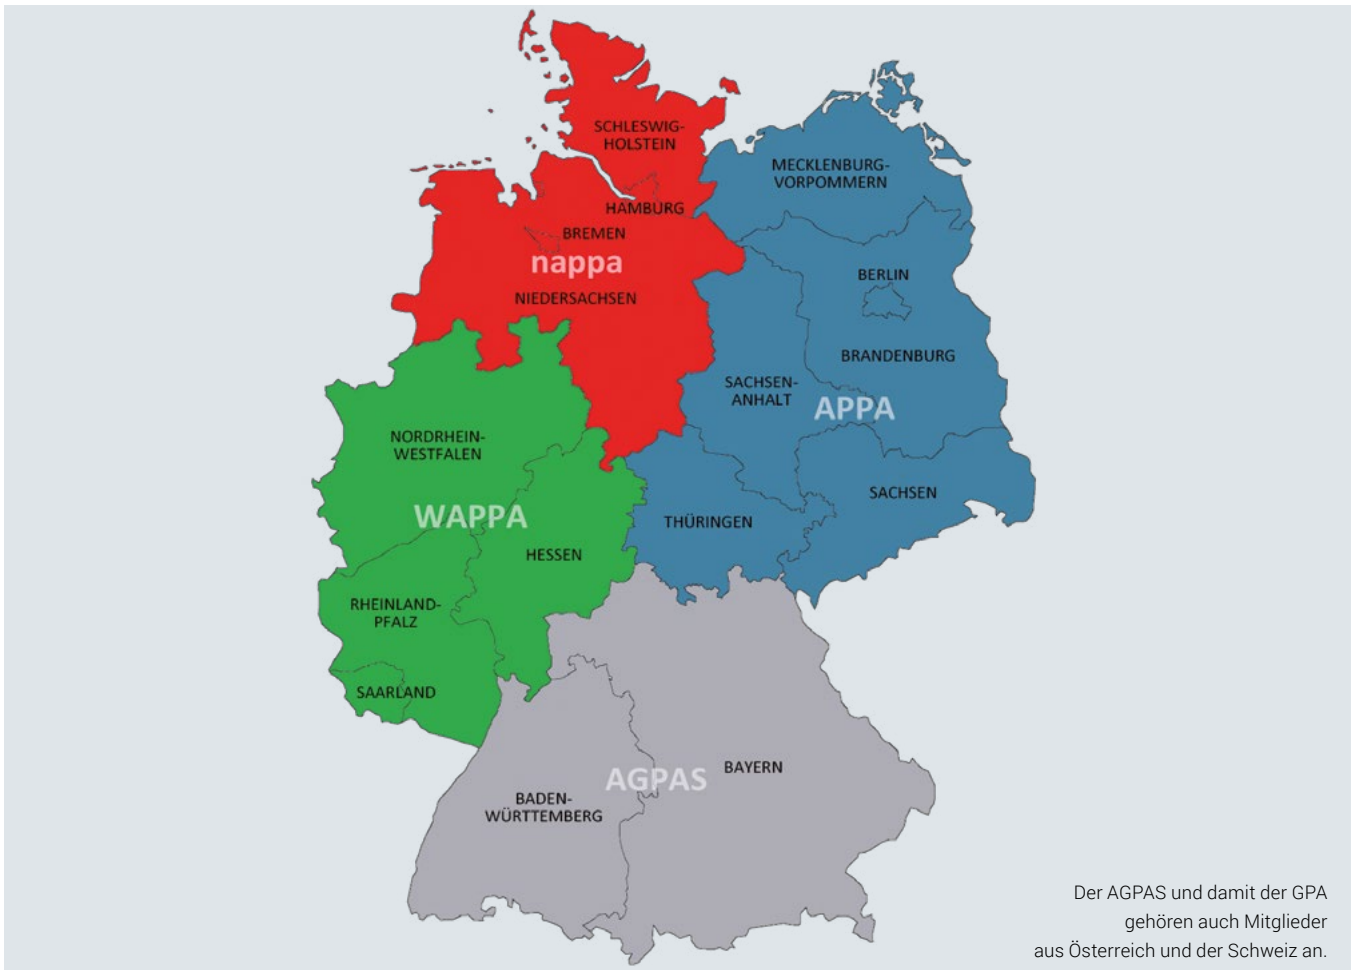 SCHLESWIG-
HOLSTEIN
MECKLENBURG-
VORPOMMERN
HAMBURG
BREMEN
nappa
NIEDERSACHSEN
BERLIN
BRANDENBURG
SACHSEN-
ANHALT
APPA
NORDRHEIN-
WESTFALEN
SACHSEN
WAPPA
THÜRINGEN
HESSEN
RHEINLAND-
PFALZ
SAARLAND
AGPAS
BAYERN
BADEN-
WÜRTTEMBERG
Der AGPAS und damit der GPA
gehören auch Mitglieder
aus Österreich und der Schweiz an.